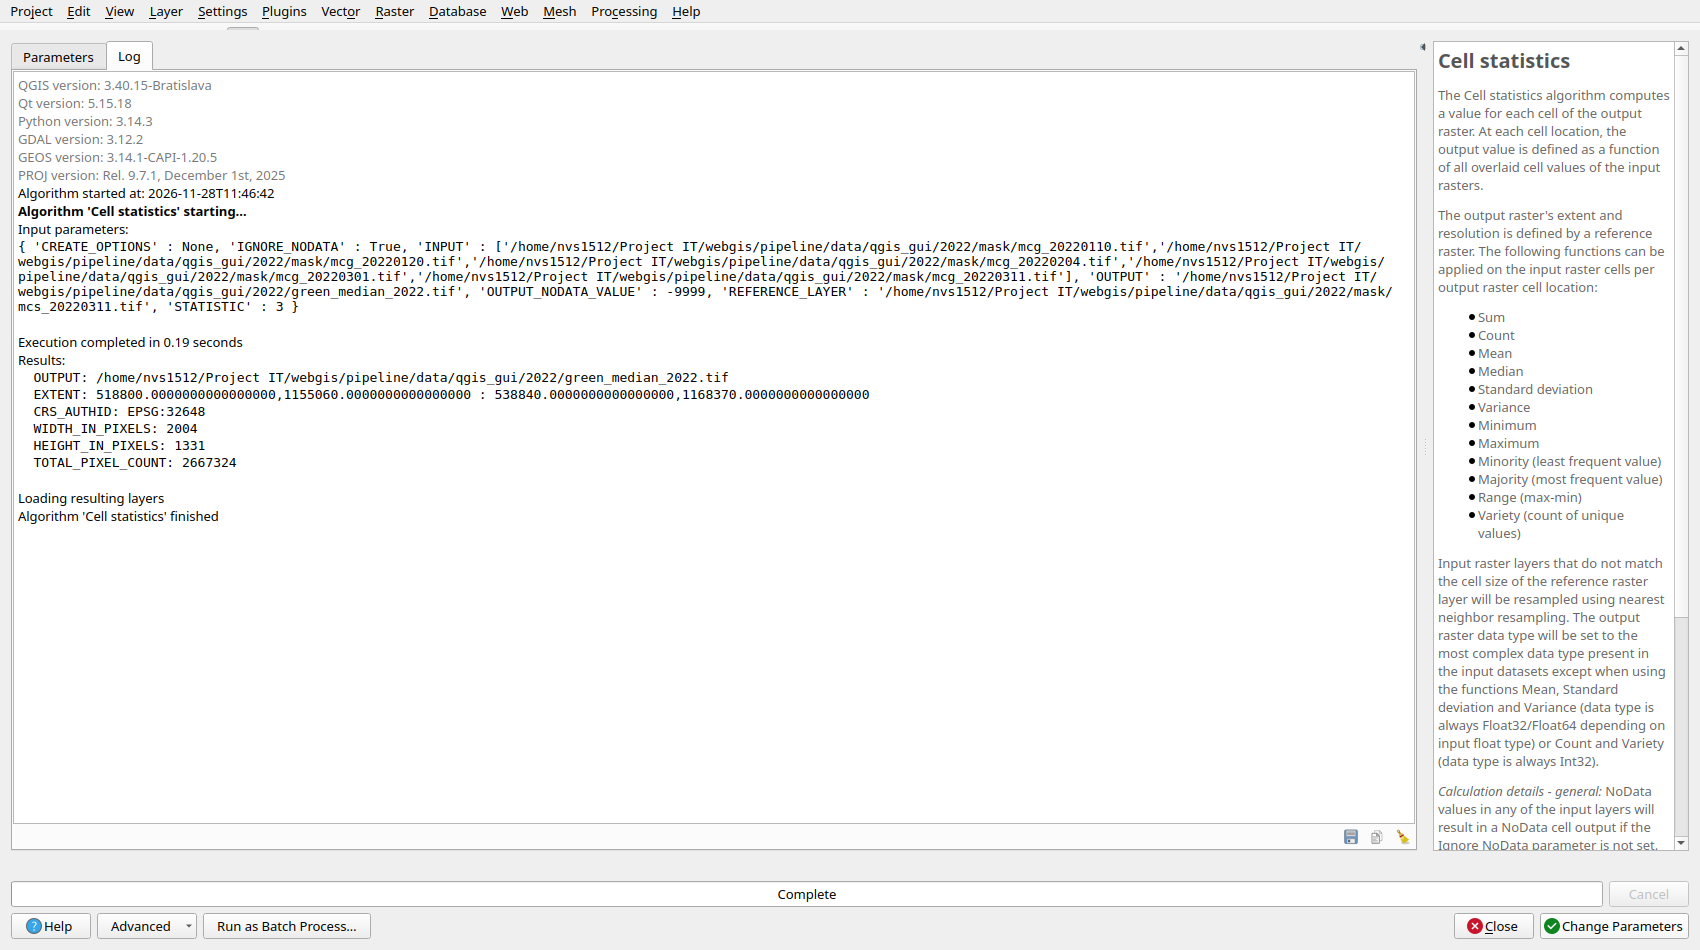 Project Edit View Layer Settings Plugins Vector Raster Database Web Mesh Processing Help
Parameters Log
QGIS version: 3.40.15-Bratislava
Qt version: 5.15.18
Python version: 3.14.3
GDAL version: 3.12.2
GEOS version: 3.14.1-CAPI-1.20.5
PROJ version: Rel. 9.7.1, December 1st, 2025
Algorithm started at: 2026-11-28T11:46:42
Algorithm 'Cell statistics' starting...
Input parameters:
{ 'CREATE_OPTIONS' : None, 'IGNORE_NODATA' : True, 'INPUT' : ['/home/nvs1512/Project IT/webgis/pipeline/data/qgis_gui/2022/mask/mcg_20220110.tif','/home/nvs1512/Project IT/
webgis/pipeline/data/qgis_gui/2022/mask/mcg_20220120.tif','/home/nvs1512/Project IT/webgis/pipeline/data/qgis_gui/2022/mask/mcg_20220204.tif','/home/nvs1512/Project IT/webgis/
pipeline/data/qgis_gui/2022/mask/mcg_20220301.tif','/home/nvs1512/Project IT/webgis/pipeline/data/qgis_gui/2022/mask/mcg_20220311.tif'], 'OUTPUT' : '/home/nvs1512/Project IT/
webgis/pipeline/data/qgis_gui/2022/green_median_2022.tif', 'OUTPUT_NODATA_VALUE' : -9999, 'REFERENCE_LAYER' : '/home/nvs1512/Project IT/webgis/pipeline/data/qgis_gui/2022/mask/
mcs_20220311.tif', 'STATISTIC' : 3 }
Execution completed in 0.19 seconds
Results:
OUTPUT: /home/nvs1512/Project IT/webgis/pipeline/data/qgis_gui/2022/green_median_2022.tif
EXTENT: 518800.0000000000000000,1155060.0000000000000000 : 538840.0000000000000000,1168370.0000000000000000
CRS_AUTHID: EPSG:32648
WIDTH_IN_PIXELS: 2004
HEIGHT_IN_PIXELS: 1331
TOTAL_PIXEL_COUNT: 2667324
Loading resulting layers
Algorithm 'Cell statistics' finished
Cell statistics
The Cell statistics algorithm computes
a value for each cell of the output
raster. At each cell location, the
output value is defined as a function
of all overlaid cell values of the input
rasters.
The output raster's extent and
resolution is defined by a reference
raster. The following functions can be
applied on the input raster cells per
output raster cell location:
Sum
Count
Mean
Median
Standard deviation
Variance
Minimum
Maximum
Minority (least frequent value)
Majority (most frequent value)
Range (max-min)
Variety (count of unique
values)
Input raster layers that do not match
the cell size of the reference raster
layer will be resampled using nearest
neighbor resampling. The output
raster data type will be set to the
most complex data type present in
the input datasets except when using
the functions Mean, Standard
deviation and Variance (data type is
always Float32/Float64 depending on
input float type) or Count and Variety
(data type is always Int32).
Calculation details - general: NoData
values in any of the input layers will
result in a NoData cell output if the
Ignore NoData parameter is not set.
Complete
Cancel
Help Advanced Run as Batch Process... Close Change Parameters